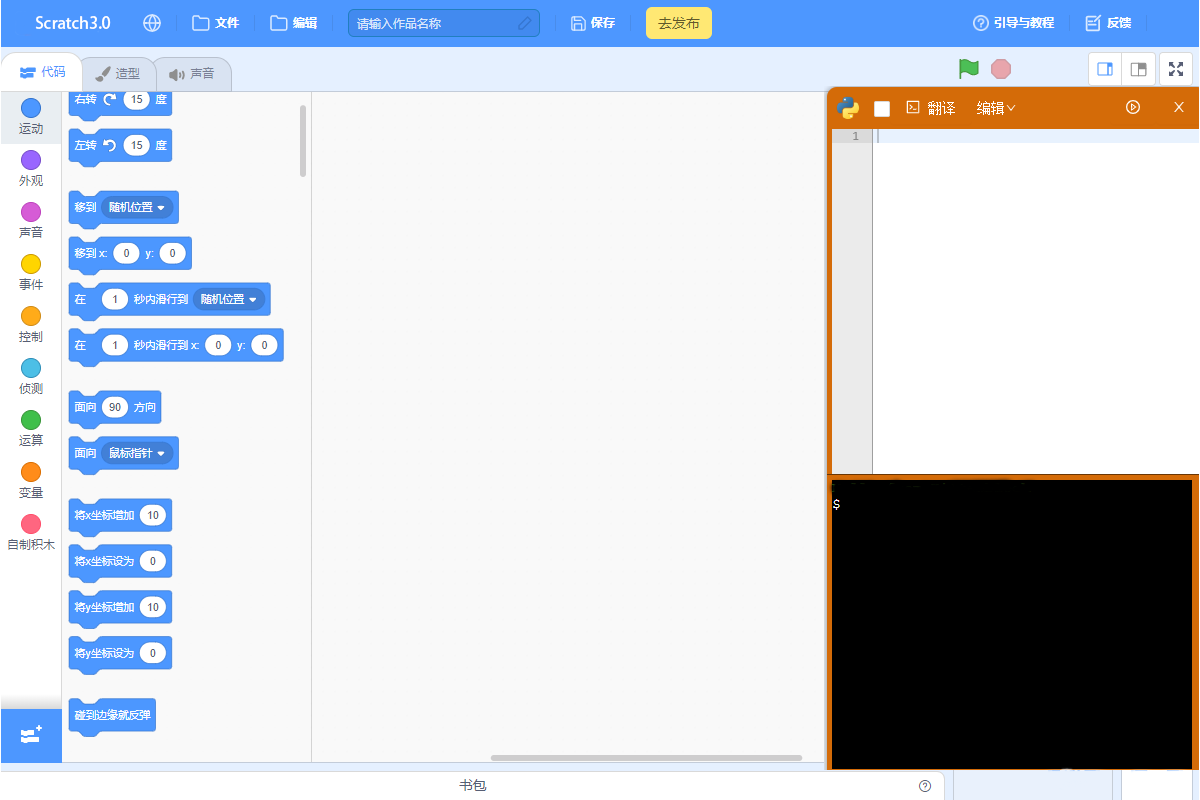 Scratch3.0 文件 编辑 请输入作品名称 保存 去发布 引导与教程 反馈
代码 造型 声音
翻译 编辑 X
运动
外观
声音
事件
控制
侦测
运算
变量
自制积木
右转 15 度
左转 15 度
移到 随机位置
移到 x: 0 y: 0
在 1 秒内滑行到 随机位置
在 1 秒内滑行到 x: 0 y: 0
面向 90 方向
面向 鼠标指针
将x坐标增加 10
将x坐标设为 0
将y坐标增加 10
将y坐标设为 0
碰到边缘就反弹
1
$
书包